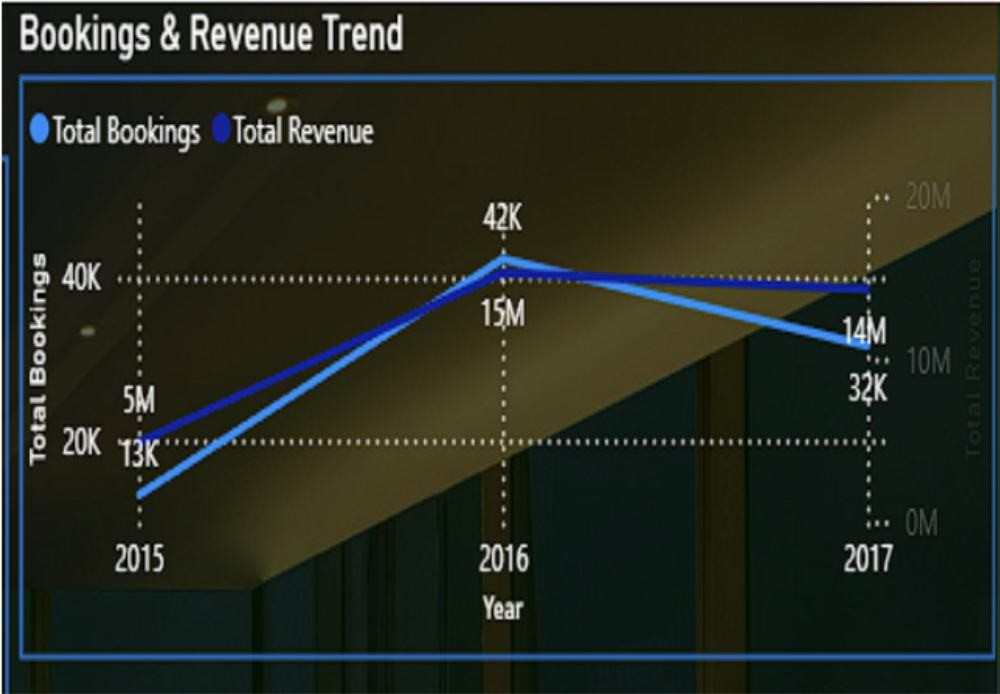 Bookings & Revenue Trend
Total Bookings Total Revenue
20M
42K
40K
15M
14M
10M
5M
32K
20K
13K
0M
2015 2016 2017
Year
Total Bookings
Total Revenue